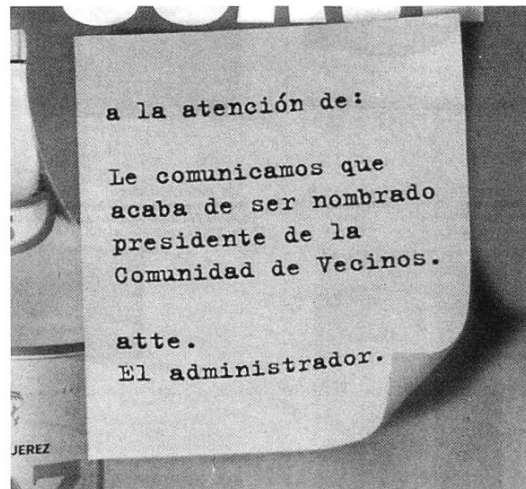 a la atención de:
Le comunicamos que
acaba de ser nombrado
presidente de la
Comunidad de Vecinos.
atte.
El administrador.
JEREZ